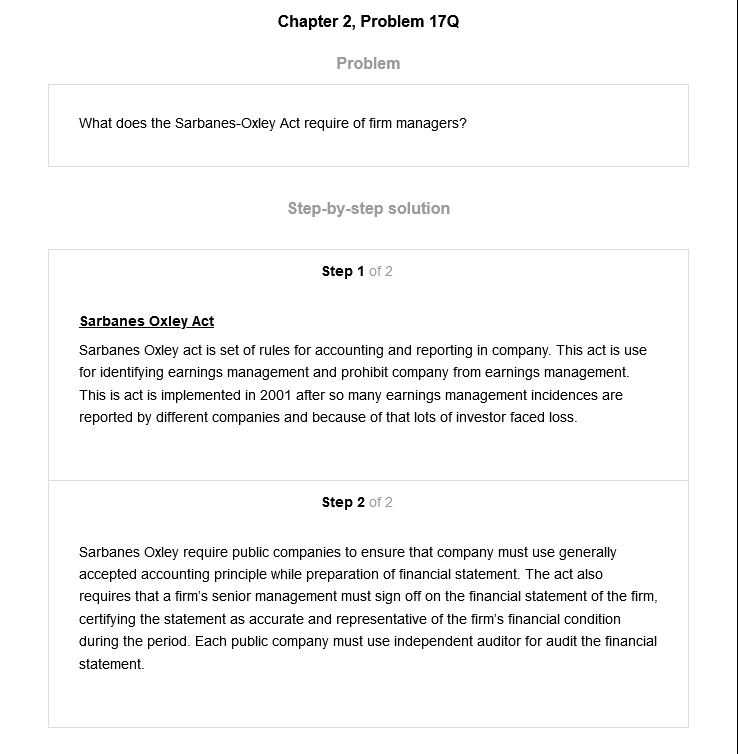 Chapter 2, Problem 17Q
Problem
What does the Sarbanes-Oxley Act require of firm managers?
Step-by-step solution
Step 1 of 2
Sarbanes Oxley Act
Sarbanes Oxley act is set of rules for accounting and reporting in company. This act is use
for identifying earnings management and prohibit company from earnings management.
This is act is implemented in 2001 after so many earnings management incidences are
reported by different companies and because of that lots of investor faced loss.
Step 2 of 2
Sarbanes Oxley require public companies to ensure that company must use generally
accepted accounting principle while preparation of financial statement. The act also
requires that a firm's senior management must sign off on the financial statement of the firm,
certifying the statement as accurate and representative of the firm's financial condition
during the period. Each public company must use independent auditor for audit the financial
statement.